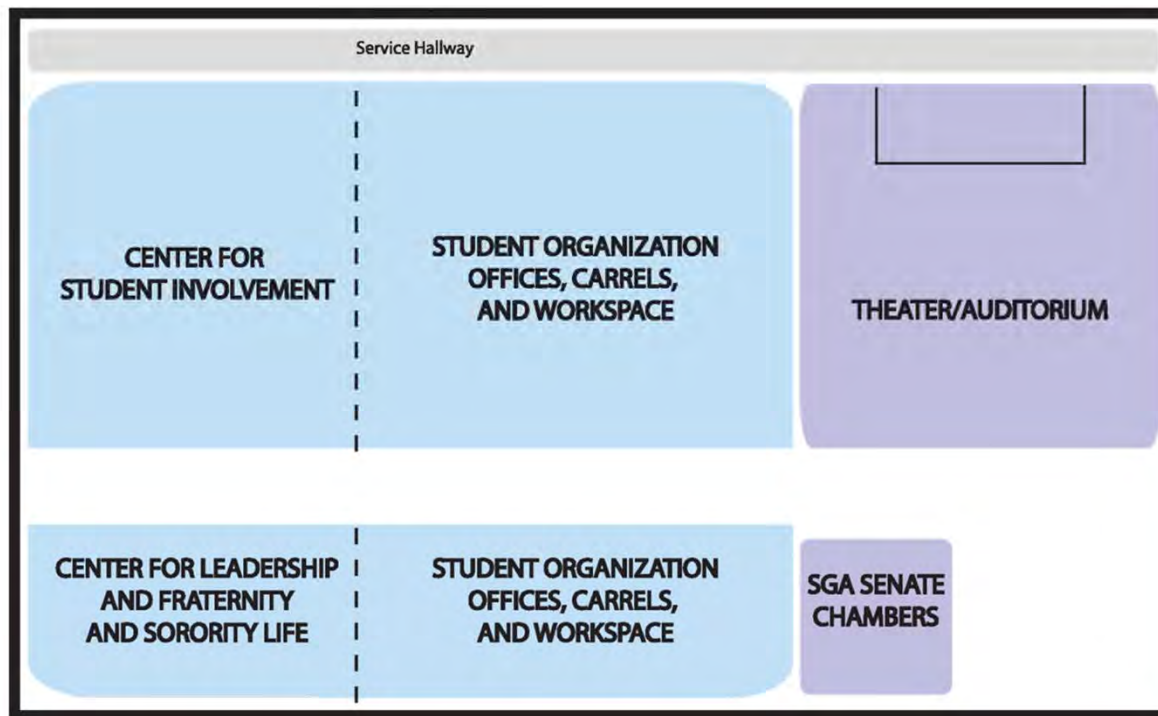 Service Hallway
CENTER FOR
STUDENT INVOLVEMENT
STUDENT ORGANIZATION
OFFICES, CARRELS,
AND WORKSPACE
THEATER/AUDITORIUM
CENTER FOR LEADERSHIP
AND FRATERNITY
AND SORORITY LIFE
STUDENT ORGANIZATION
OFFICES, CARRELS,
AND WORKSPACE
SGA SENATE
CHAMBERS